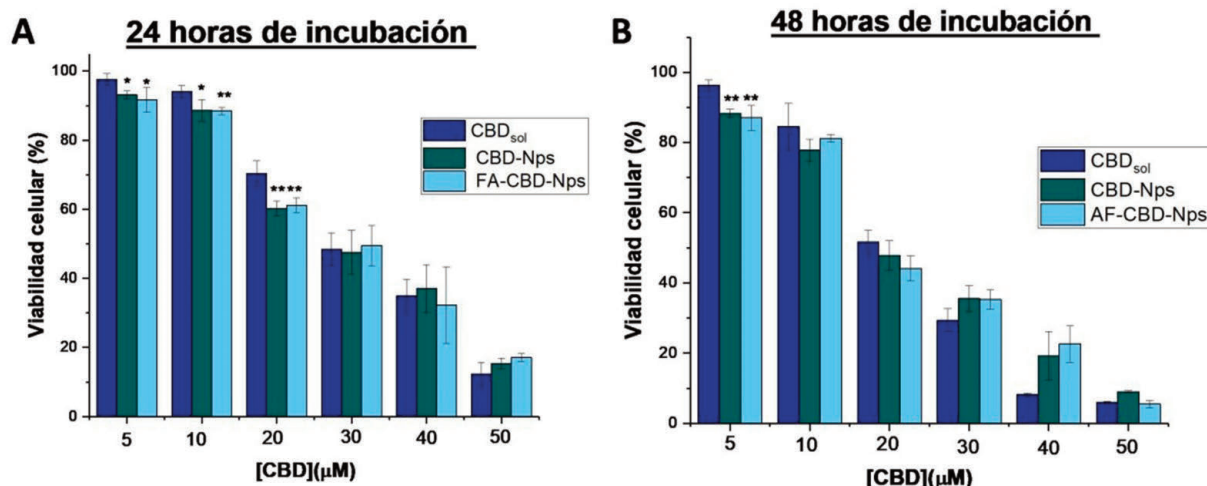 A
24 horas de incubación
Viabilidad celular (%)
100
80
60
40
20
0
* *
* **
** **
CBDsol
CBD-Nps
FA-CBD-Nps
5 10 20 30 40 50
[CBD](µM)
B
48 horas de incubación
Viabilidad celular (%)
100
80
60
40
20
0
** **
CBDsol
CBD-Nps
AF-CBD-Nps
5 10 20 30 40 50
[CBD](µM)